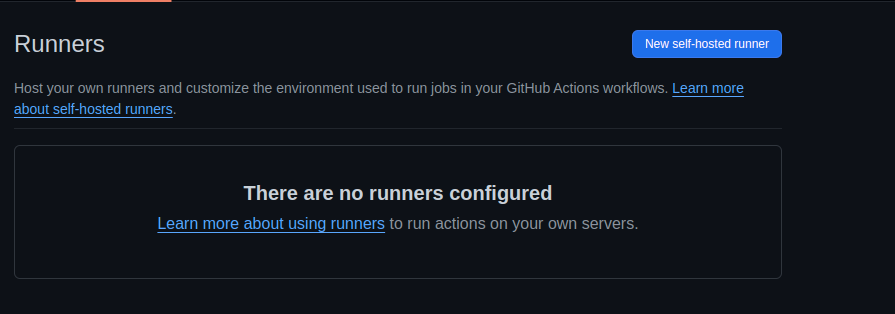 Runners
New self-hosted runner
Host your own runners and customize the environment used to run jobs in your GitHub Actions workflows. Learn more
about self-hosted runners.
There are no runners configured
Learn more about using runners to run actions on your own servers.